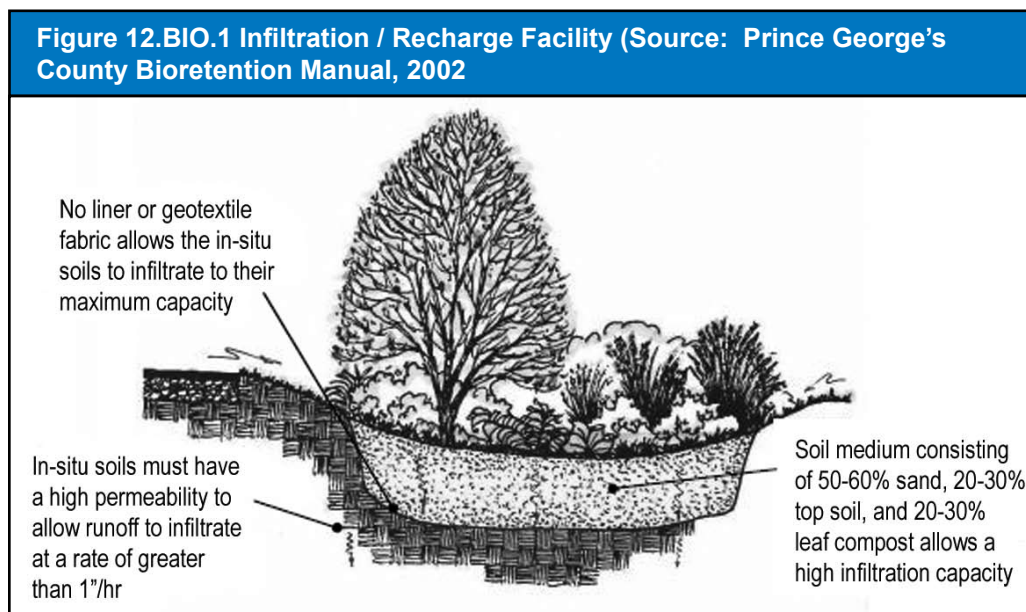 Figure 12.BIO.1 Infiltration / Recharge Facility (Source:  Prince George’s
County Bioretention Manual, 2002
No liner or geotextile
fabric allows the in-situ
soils to infiltrate to their
maximum capacity
In-situ soils must have
a high permeability to
allow runoff to infiltrate
at a rate of greater
than 1”/hr
Soil medium consisting
of 50-60% sand, 20-30%
top soil, and 20-30%
leaf compost allows a
high infiltration capacity